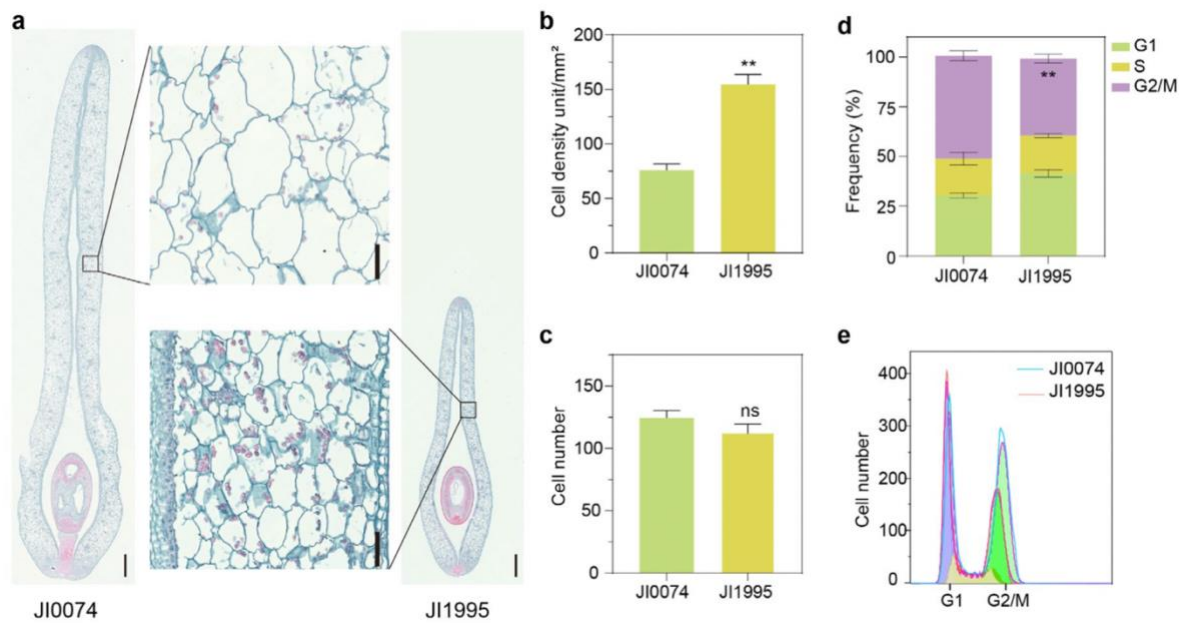 a
JI0074
JI1995
b
Cell density unit/mm²
200
150
100
50
0
**
JI0074
JI1995
c
Cell number
150
100
50
0
ns
JI0074
JI1995
d
Frequency (%)
100
75
50
25
0
**
JI0074
JI1995
G1
S
G2/M
e
Cell number
400
300
200
100
0
JI0074
JI1995
G1
G2/M